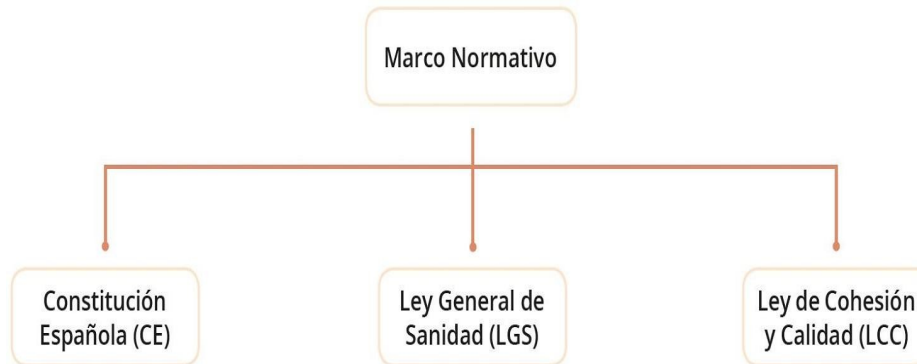 Marco Normativo
Constitución
Española (CE)
Ley General de
Sanidad (LGS)
Ley de Cohesión
y Calidad (LCC)